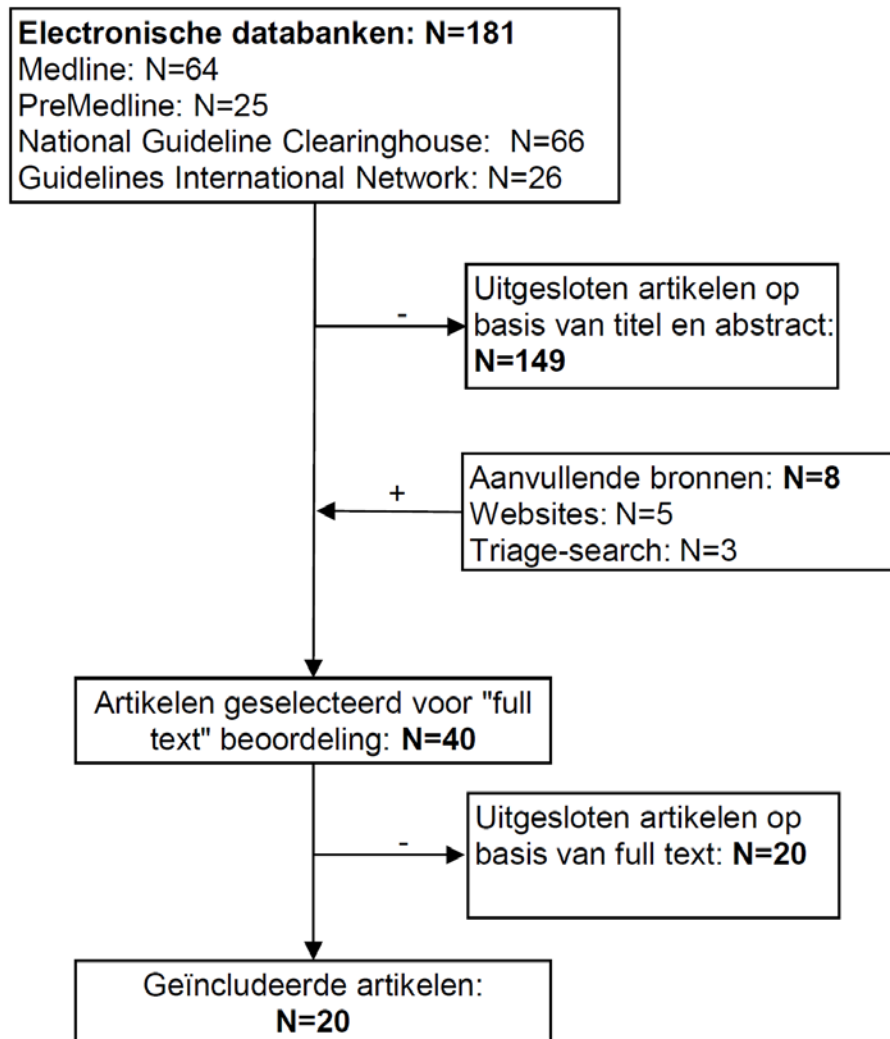 Electronische databanken: N=181
Medline: N=64
PreMedline: N=25
National Guideline Clearinghouse: N=66
Guidelines International Network: N=26
Uitgesloten artikelen op
basis van titel en abstract:
N=149
-
Aanvullende bronnen: N=8
Websites: N=5
Triage-search: N=3
+
Artikelen geselecteerd voor "full
text" beoordeling: N=40
Uitgesloten artikelen op
basis van full text: N=20
-
Geïncludeerde artikelen:
N=20